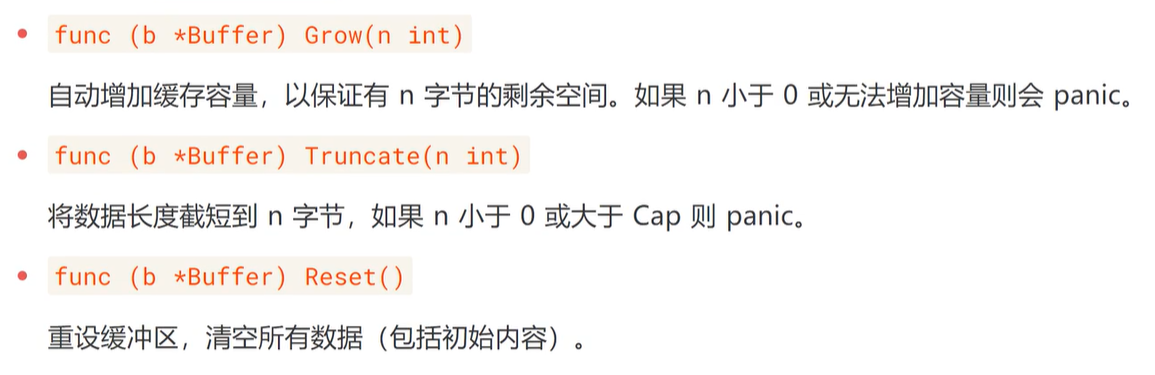 func (b *Buffer) Grow(n int)
自动增加缓存容量，以保证有 n 字节的剩余空间。如果 n 小于 0 或无法增加容量则会 panic。
func (b *Buffer) Truncate(n int)
将数据长度截短到 n 字节，如果 n 小于 0 或大于 Cap 则 panic。
func (b *Buffer) Reset()
重设缓冲区，清空所有数据（包括初始内容）。